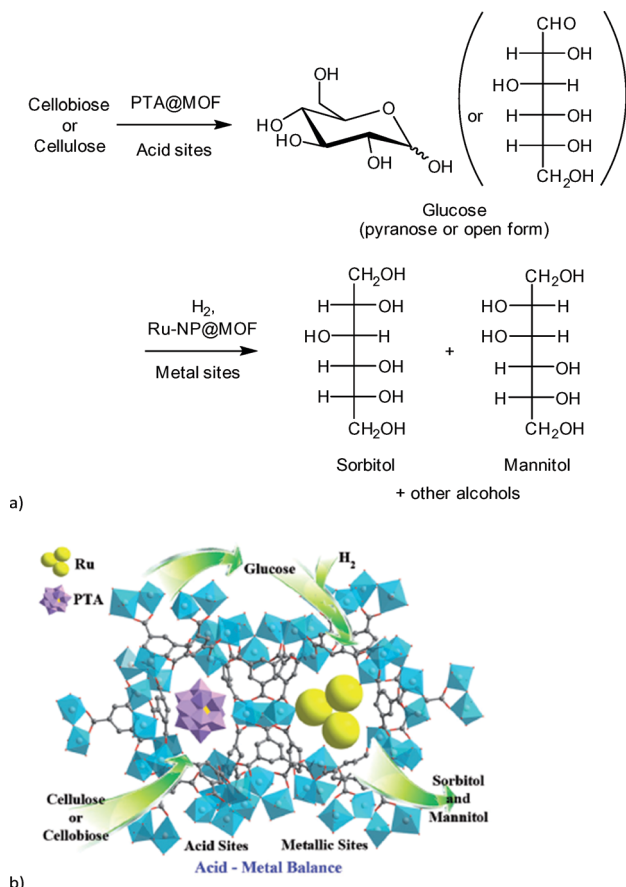 Cellobiose
or
Cellulose
PTA@MOF
Acid sites
OH
O
HO
HO
OH
OH
or
CHO
H OH
HO H
H OH
H OH
CH2OH
Glucose
(pyranose or open form)
H2,
Ru-NP@MOF
Metal sites
CH2OH
H OH
HO H
H OH
H OH
CH2OH
Sorbitol
+
CH2OH
HO H
HO H
H OH
H OH
CH2OH
Mannitol
+ other alcohols
a)
Ru
PTA
Glucose
H2
Cellulose
or
Cellobiose
Acid Sites
Metallic Sites
Sorbitol
and
Mannitol
Acid - Metal Balance
b)